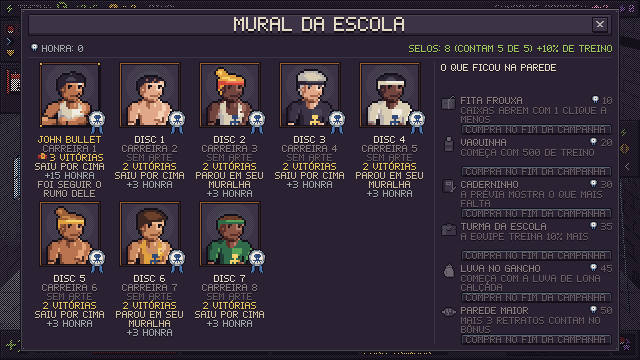 MURAL DA ESCOLA
HONRA: 0
SELOS: 8 (CONTAM 5 DE 5) +10% DE TREINO
JOHN BULLET
CARREIRA 1
3 VITÓRIAS
SAIU POR CIMA
+15 HONRA
FOI SEGUIR O
RUMO DELE
DISC 1
CARREIRA 2
SEM ARTE
2 VITÓRIAS
SAIU POR CIMA
+3 HONRA
DISC 2
CARREIRA 3
SEM ARTE
2 VITÓRIAS
PAROU EM SEU
MURALHA
+3 HONRA
DISC 3
CARREIRA 4
SEM ARTE
2 VITÓRIAS
SAIU POR CIMA
+3 HONRA
DISC 4
CARREIRA 5
SEM ARTE
2 VITÓRIAS
PAROU EM SEU
MURALHA
+3 HONRA
DISC 5
CARREIRA 6
SEM ARTE
2 VITÓRIAS
SAIU POR CIMA
+3 HONRA
DISC 6
CARREIRA 7
SEM ARTE
2 VITÓRIAS
PAROU EM SEU
MURALHA
+3 HONRA
DISC 7
CARREIRA 8
SEM ARTE
2 VITÓRIAS
SAIU POR CIMA
+3 HONRA
O QUE FICOU NA PAREDE
FITA FROUXA 10
CAIXAS ABREM COM 1 CLIQUE A
MENOS
COMPRA NO FIM DA CAMPANHA
VAQUINHA 20
COMEÇA COM 500 DE TREINO
COMPRA NO FIM DA CAMPANHA
CADERNINHO 30
A PRÉVIA MOSTRA O QUE MAIS
FALTA
COMPRA NO FIM DA CAMPANHA
TURMA DA ESCOLA 35
A EQUIPE TREINA 10% MAIS
COMPRA NO FIM DA CAMPANHA
LUVA NO GANCHO 45
COMEÇA COM A LUVA DE LONA
CALÇADA
COMPRA NO FIM DA CAMPANHA
PAREDE MAIOR 50
MAIS 3 RETRATOS CONTAM NO
BÔNUS
COMPRA NO FIM DA CAMPANHA